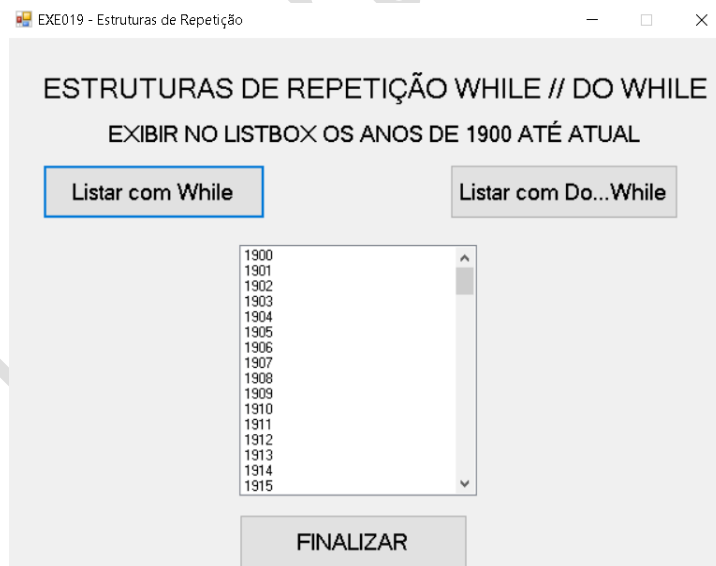 EXE019 - Estruturas de Repetição
ESTRUTURAS DE REPETIÇÃO WHILE // DO WHILE
EXIBIR NO LISTBOX OS ANOS DE 1900 ATÉ ATUAL
Listar com While
Listar com Do...While
1900
1901
1902
1903
1904
1905
1906
1907
1908
1909
1910
1911
1912
1913
1914
1915
FINALIZAR